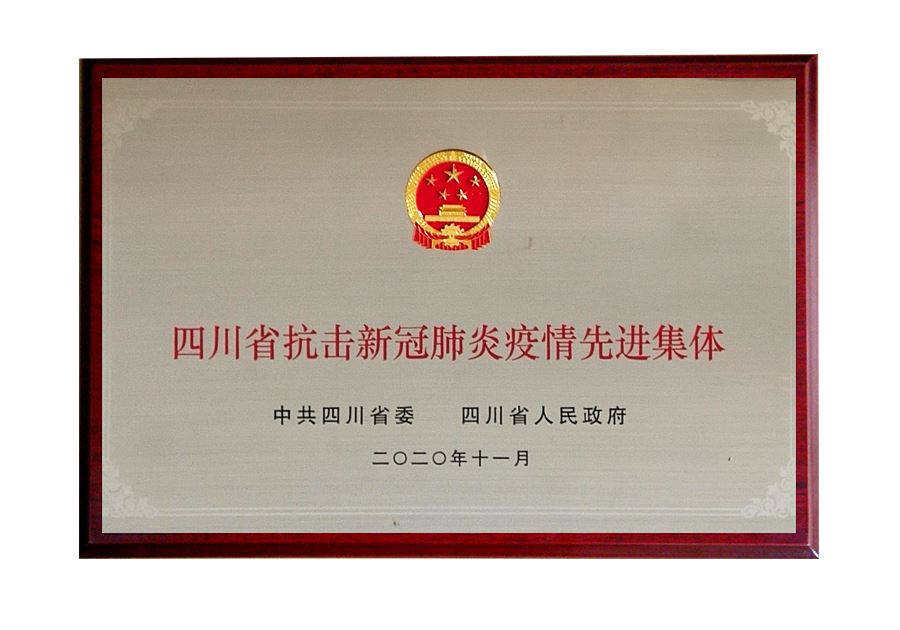 四川省抗击新冠肺炎疫情先进集体
中共四川省委 四川省人民政府
二〇二〇年十一月